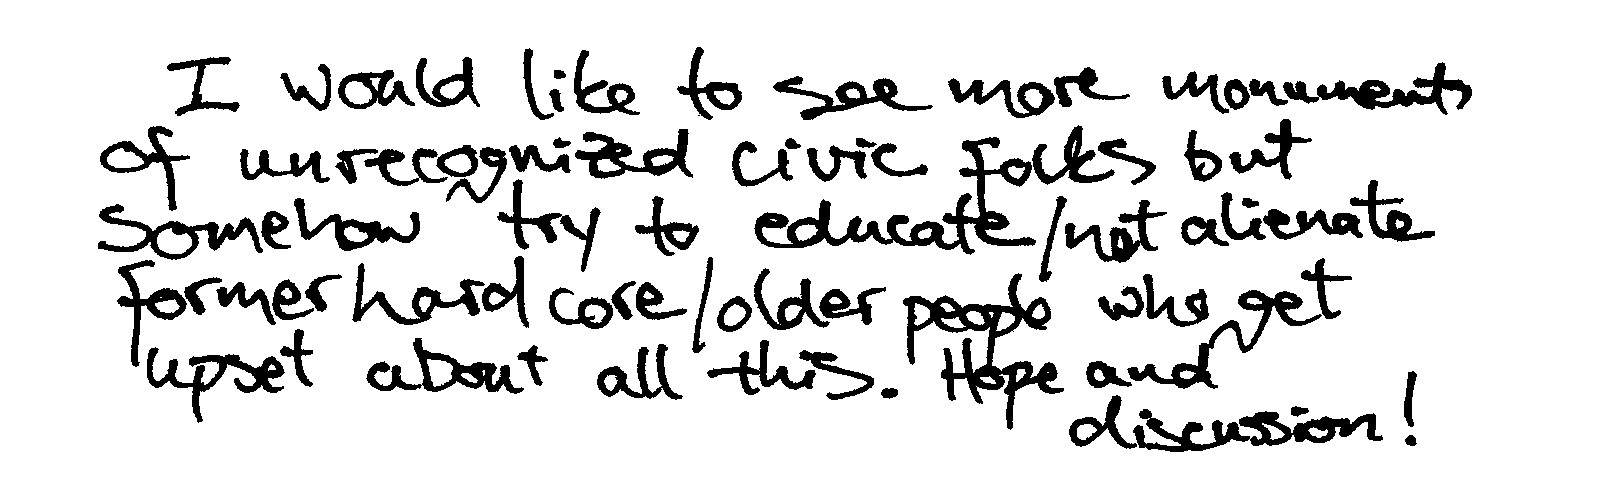 I would like to see more monuments
of unrecognized civic folks but
somehow try to educate/not alienate
former hard core/older people who get
upset about all this. Hope and
discussion!